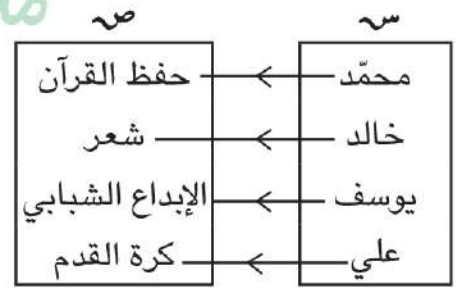 س ص
محمّد حفظ القرآن
خالد شعر
يوسف الإبداع الشبابي
علي كرة القدم